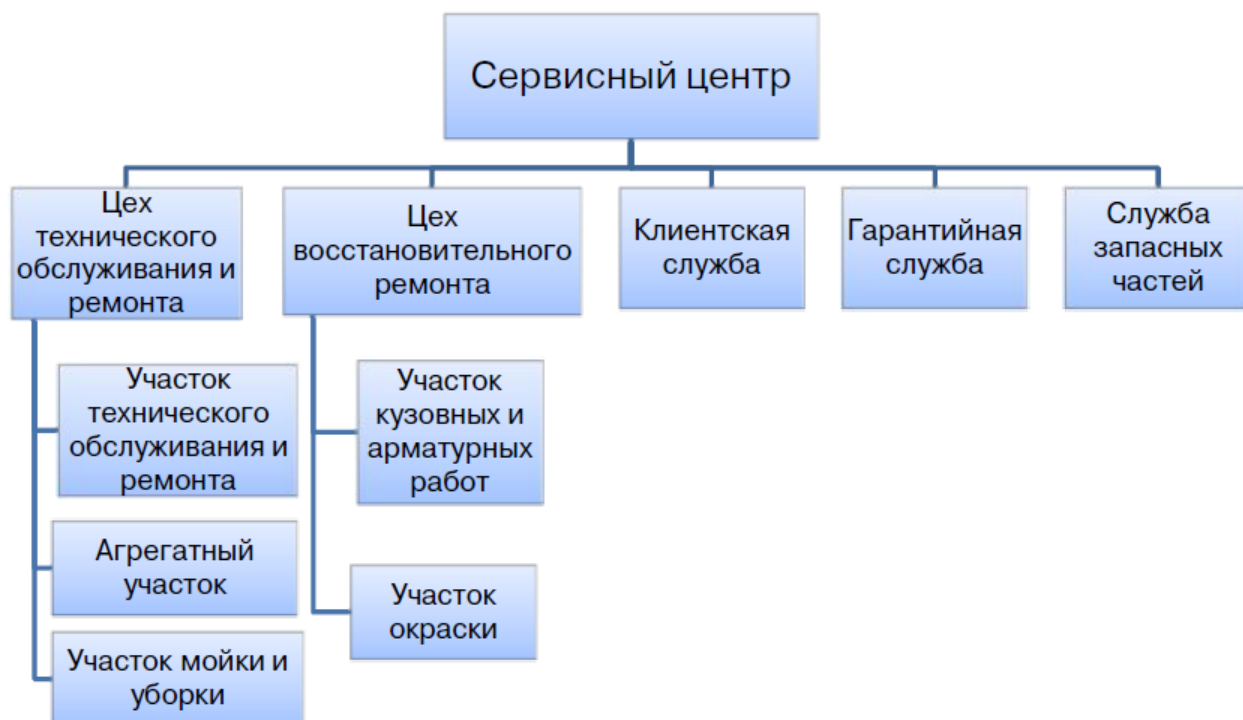 Сервисный центр
Цех
технического
обслуживания и
ремонта
Цех
восстановительного
ремонта
Клиентская
служба
Гарантийная
служба
Служба
запасных
частей
Участок
технического
обслуживания и
ремонта
Агрегатный
участок
Участок мойки и
уборки
Участок
кузовных и
арматурных
работ
Участок
окраски